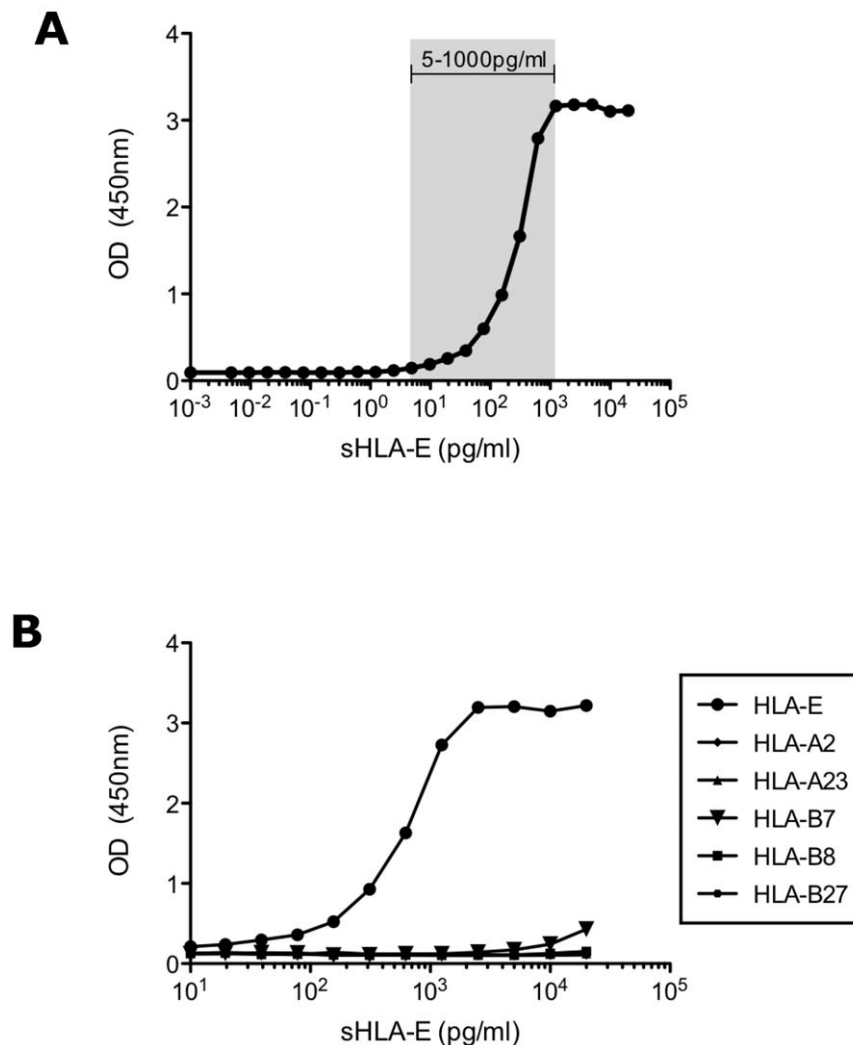 A
4
3
2
1
0
OD (450nm)
5-1000pg/ml
10-3 10-2 10-1 100 101 102 103 104 105
sHLA-E (pg/ml)
B
4
3
2
1
0
OD (450nm)
101 102 103 104 105
sHLA-E (pg/ml)
HLA-E
HLA-A2
HLA-A23
HLA-B7
HLA-B8
HLA-B27